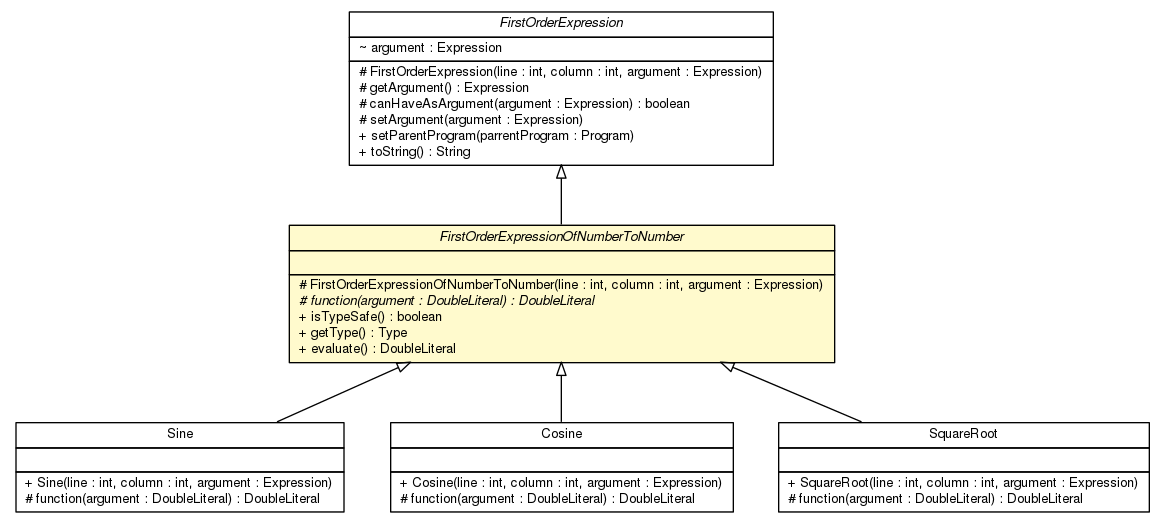 FirstOrderExpression
~ argument : Expression
# FirstOrderExpression(line : int, column : int, argument : Expression)
# getArgument() : Expression
# canHaveAsArgument(argument : Expression) : boolean
# setArgument(argument : Expression)
+ setParentProgram(parrentProgram : Program)
+ toString() : String
FirstOrderExpressionOfNumberToNumber
# FirstOrderExpressionOfNumberToNumber(line : int, column : int, argument : Expression)
# function(argument : DoubleLiteral) : DoubleLiteral
+ isTypeSafe() : boolean
+ getType() : Type
+ evaluate() : DoubleLiteral
Sine
+ Sine(line : int, column : int, argument : Expression)
# function(argument : DoubleLiteral) : DoubleLiteral
Cosine
+ Cosine(line : int, column : int, argument : Expression)
# function(argument : DoubleLiteral) : DoubleLiteral
SquareRoot
+ SquareRoot(line : int, column : int, argument : Expression)
# function(argument : DoubleLiteral) : DoubleLiteral